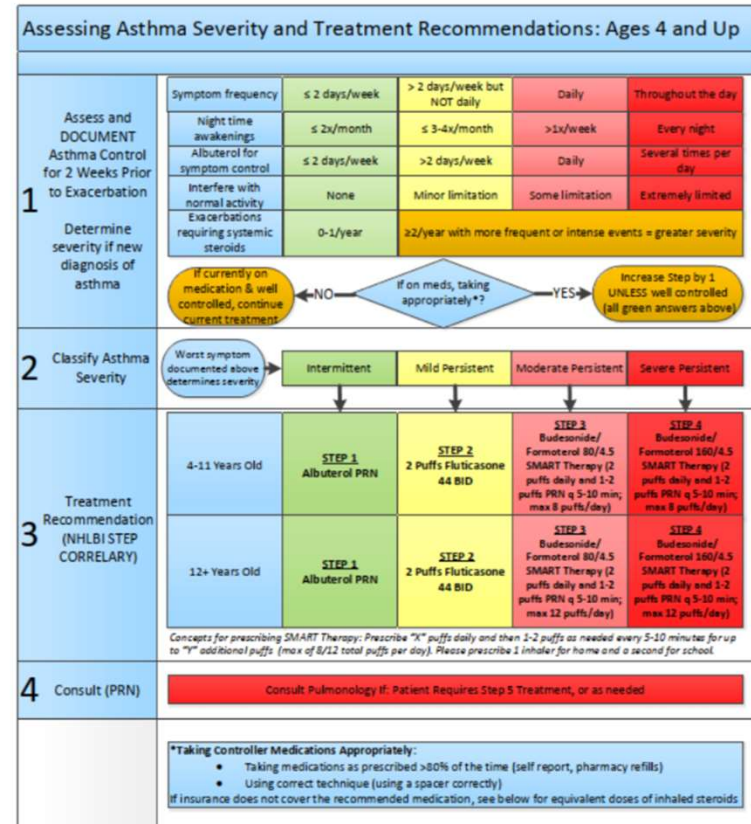 Assessing Asthma Severity and Treatment Recommendations: Ages 4 and Up
1
Assess and
DOCUMENT
Asthma Control
for 2 Weeks Prior
to Exacerbation
Determine
severity if new
diagnosis of
asthma
Symptom frequency
≤ 2 days/week
> 2 days/week but
NOT daily
Daily
Throughout the day
Night time
awakenings
≤ 2x/month
≤ 3-4x/month
>1x/week
Every night
Albuterol for
symptom control
≤ 2 days/week
>2 days/week
Daily
Several times per
day
Interfere with
normal activity
None
Minor limitation
Some limitation
Extremely limited
Exacerbations
requiring systemic
steroids
0-1/year
≥2/year with more frequent or intense events = greater severity
If currently on
medication & well
controlled, continue
current treatment
NO
If on meds, taking
appropriately*?
YES
Increase Step by 1
UNLESS well controlled
(all green answers above)
2
Classify Asthma
Severity
Worst symptom
documented above
determines severity
Intermittent
Mild Persistent
Moderate Persistent
Severe Persistent
3
Treatment
Recommendation
(NHLBI STEP
CORRELARY)
4-11 Years Old
STEP 1
Albuterol PRN
STEP 2
2 Puffs Fluticasone
44 BID
STEP 3
Budesonide/
Formoterol 80/4.5
SMART Therapy (2
puffs daily and 1-2
puffs PRN q 5-10 min;
max 8 puffs/day)
STEP 4
Budesonide/
Formoterol 160/4.5
SMART Therapy (2
puffs daily and 1-2
puffs PRN q 5-10 min;
max 8 puffs/day)
12+ Years Old
STEP 1
Albuterol PRN
STEP 2
2 Puffs Fluticasone
44 BID
STEP 3
Budesonide/
Formoterol 80/4.5
SMART Therapy (2
puffs daily and 1-2
puffs PRN q 5-10 min;
max 12 puffs/day)
STEP 4
Budesonide/
Formoterol 160/4.5
SMART Therapy (2
puffs daily and 1-2
puffs PRN q 5-10 min;
max 12 puffs/day)
Concepts for prescribing SMART Therapy: Prescribe "X" puffs daily and then 1-2 puffs as needed every 5-10 minutes for up
to "Y" additional puffs (max of 8/12 total puffs per day). Please prescribe 1 inhaler for home and a second for school.
4
Consult (PRN)
Consult Pulmonology If: Patient Requires Step 5 Treatment, or as needed
*Taking Controller Medications Appropriately:
• Taking medications as prescribed >80% of the time (self report, pharmacy refills)
• Using correct technique (using a spacer correctly)
If insurance does not cover the recommended medication, see below for equivalent doses of inhaled steroids